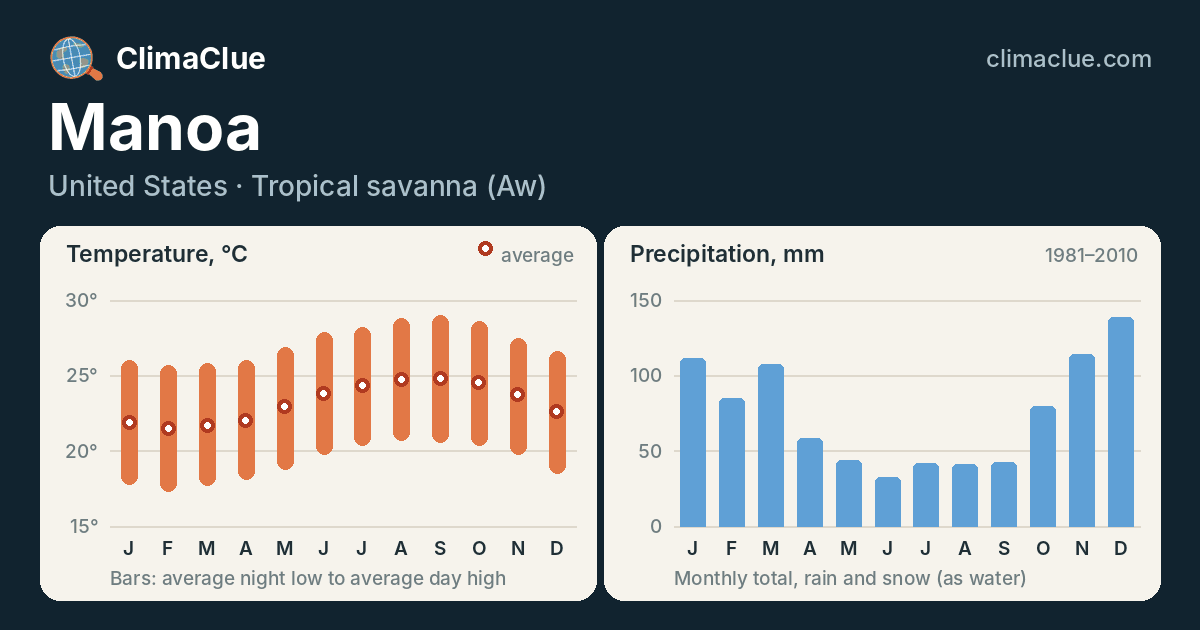 ClimaClue
climaclue.com
Manoa
United States · Tropical savanna (Aw)
Temperature, °C
average
30°
25°
20°
15°
J F M A M J J A S O N D
Bars: average night low to average day high
Precipitation, mm
1981–2010
150
100
50
0
J F M A M J J A S O N D
Monthly total, rain and snow (as water)